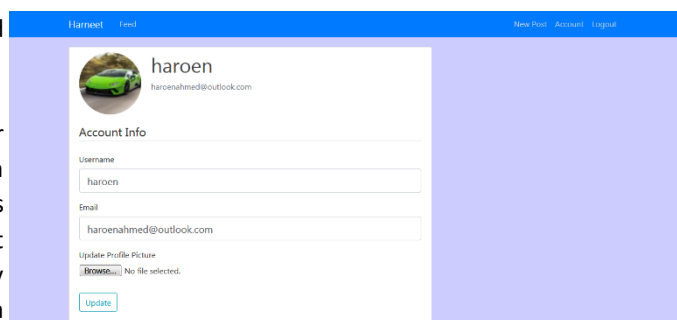 Harneet Feed New Post Account Logout
haroen
haroenahmed@outlook.com
Account Info
Username
haroen
Email
haroenahmed@outlook.com
Update Profile Picture
Browse... No file selected.
Update